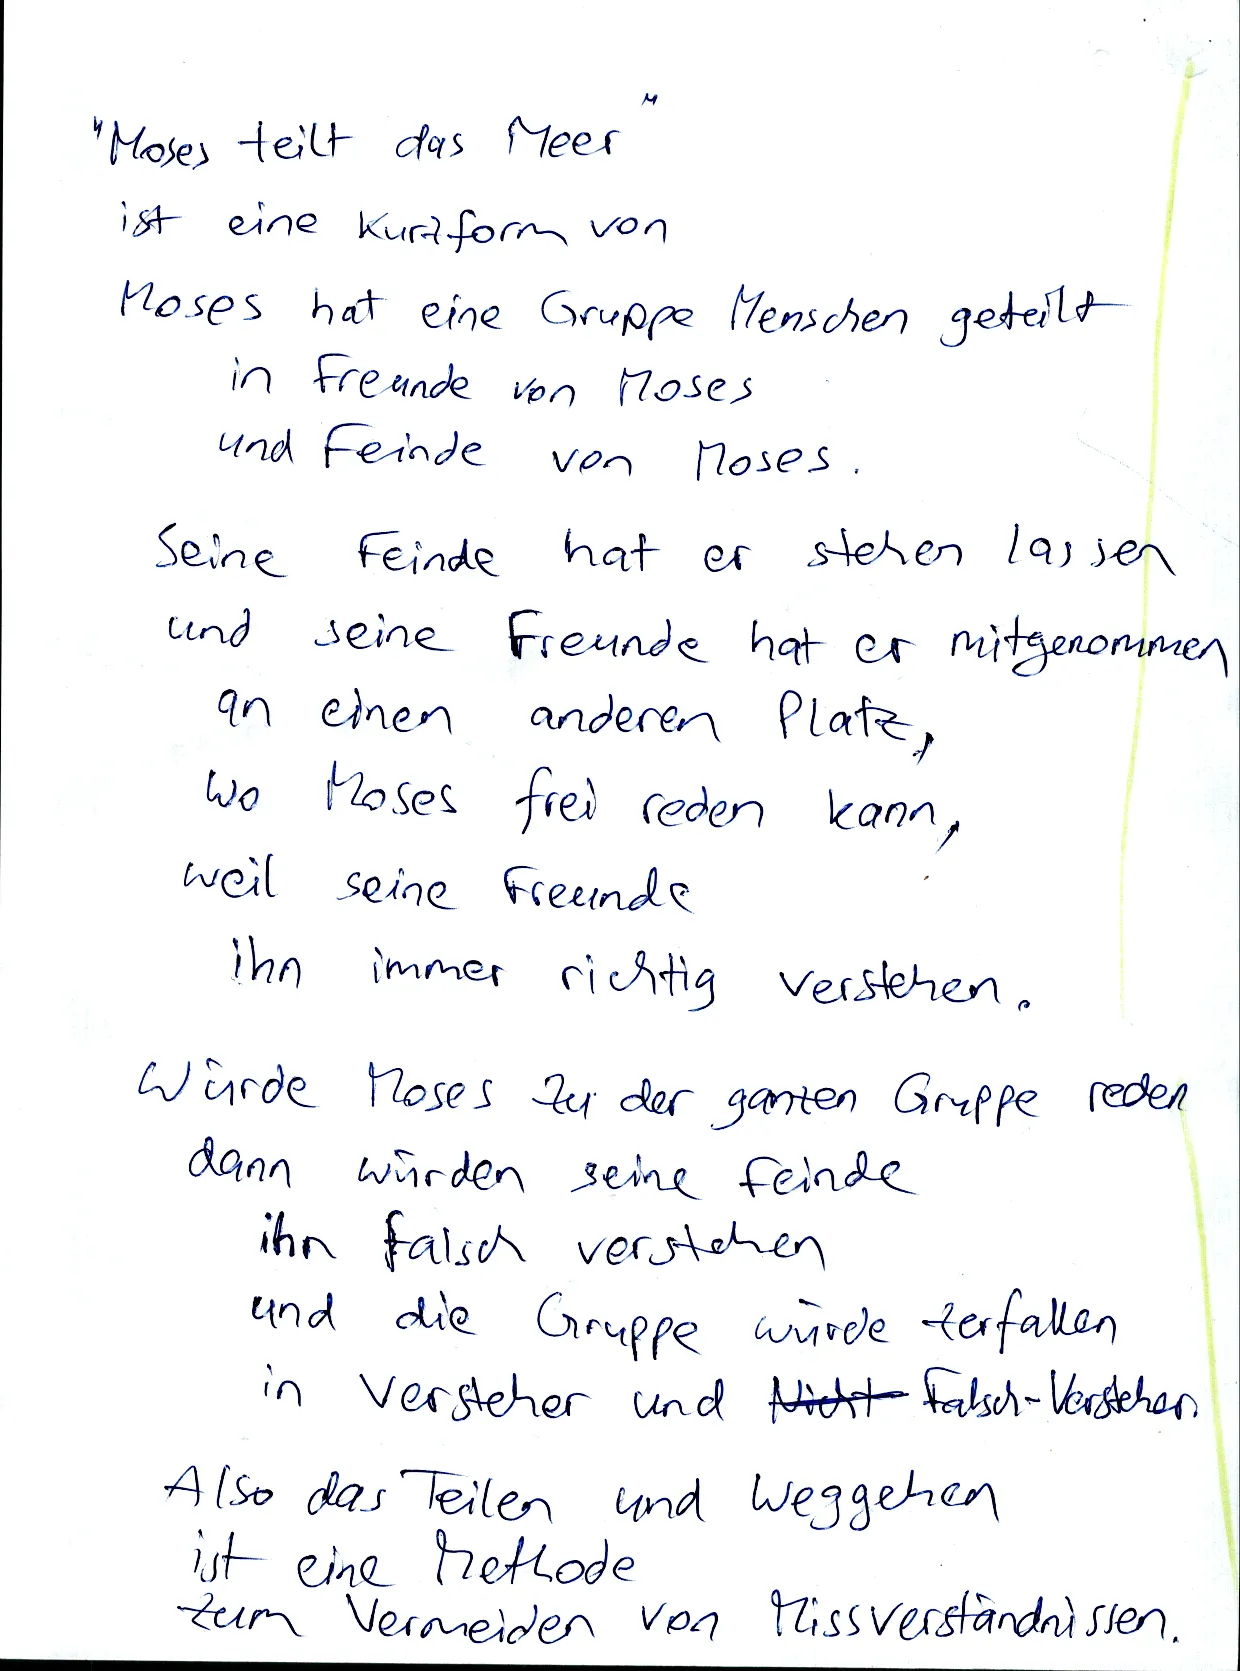 "Moses teilt das Meer"
ist eine Kurzform von
Moses hat eine Gruppe Menschen geteilt
in Freunde von Moses
und Feinde von Moses.
Seine Feinde hat er stehen lassen
und seine Freunde hat er mitgenommen
an einen anderen Platz,
wo Moses frei reden kann,
weil seine Freunde
ihn immer richtig verstehen.
Würde Moses zu der ganzen Gruppe reden
dann würden seine Feinde
ihn falsch verstehen
und die Gruppe würde zerfallen
in Versteher und Nicht Falsch-Versteher
Also das Teilen und Weggehen
ist eine Methode
zum Vermeiden von Missverständnissen.